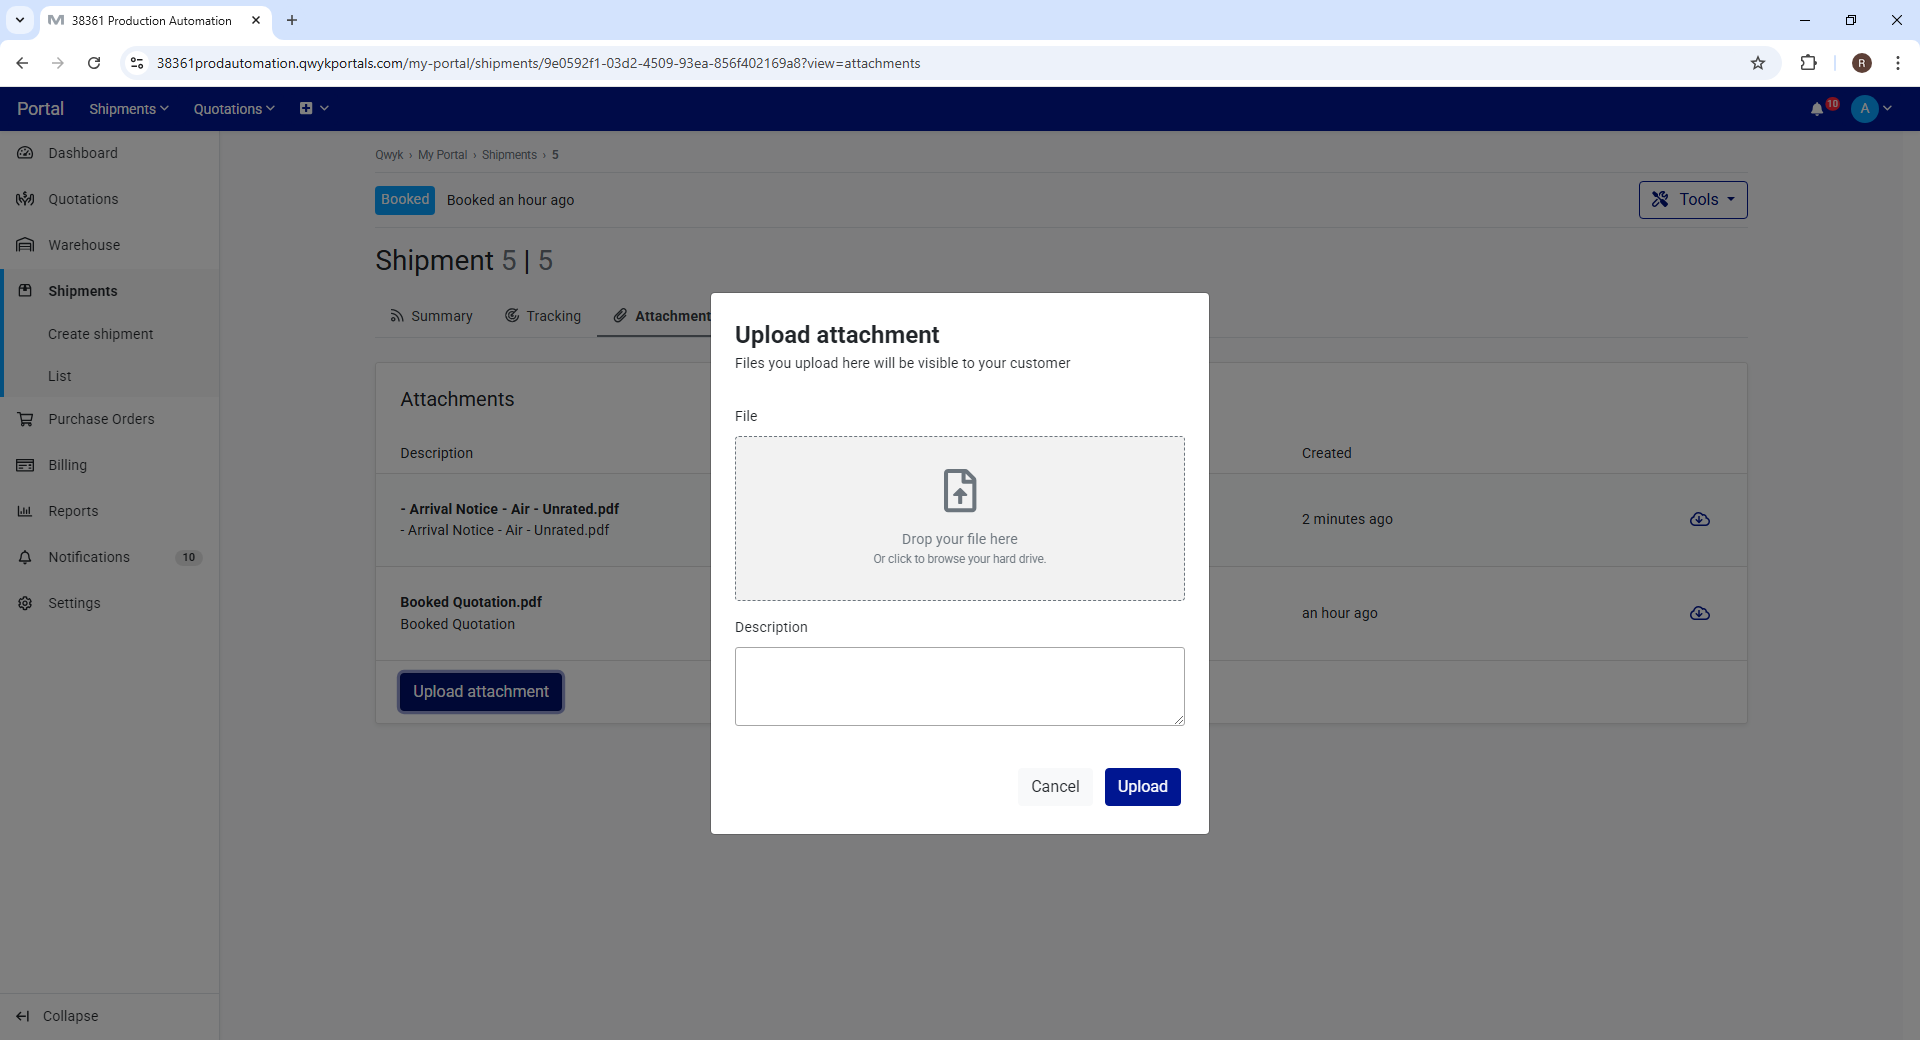 38361 Production Automation
38361prodautomation.qwykportals.com/my-portal/shipments/9e0592f1-03d2-4509-93ea-856f402169a8?view=attachments
R
Portal
Shipments
Quotations
10
A
Dashboard
Quotations
Warehouse
Shipments
Create shipment
List
Purchase Orders
Billing
Reports
Notifications 10
Settings
Collapse
Qwyk › My Portal › Shipments › 5
Booked Booked an hour ago
Tools
Shipment 5 | 5
Summary
Tracking
Attachment
Attachments
Description
Created
- Arrival Notice - Air - Unrated.pdf
- Arrival Notice - Air - Unrated.pdf
2 minutes ago
Booked Quotation.pdf
Booked Quotation
an hour ago
Upload attachment
Upload attachment
Files you upload here will be visible to your customer
File
Drop your file here
Or click to browse your hard drive.
Description
Cancel
Upload